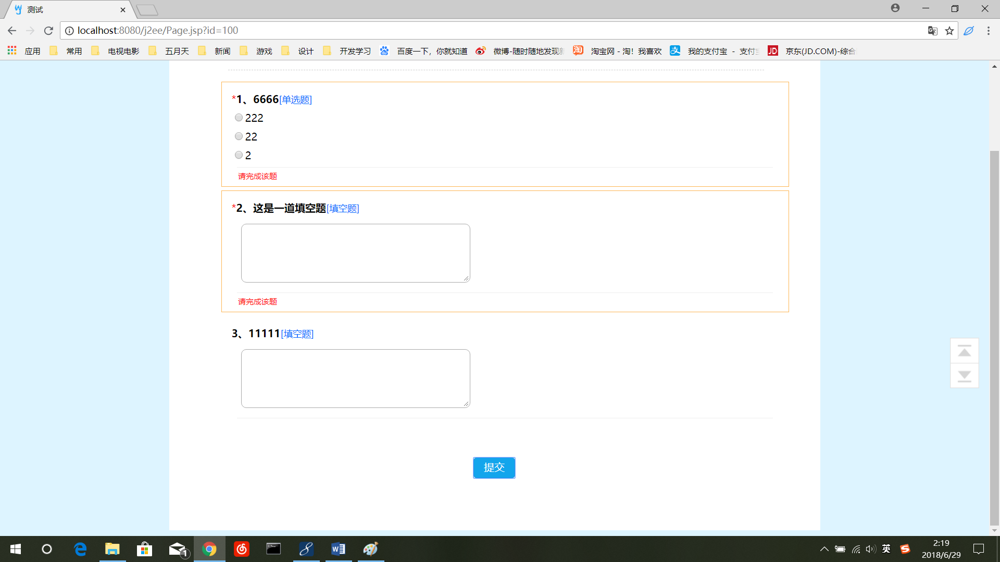 测试
localhost:8080/j2ee/Page.jsp?id=100
应用 常用 电视电影 五月天 新闻 游戏 设计 开发学习 百度一下，你就知道 微博-随时随地发现 淘宝网 - 淘！我喜欢 我的支付宝 - 支付 京东(JD.COM)-综合
*1、6666[单选题]
222
22
2
请完成该题
*2、这是一道填空题[填空题]
请完成该题
3、11111[填空题]
提交
1
英
2:19
2018/6/29